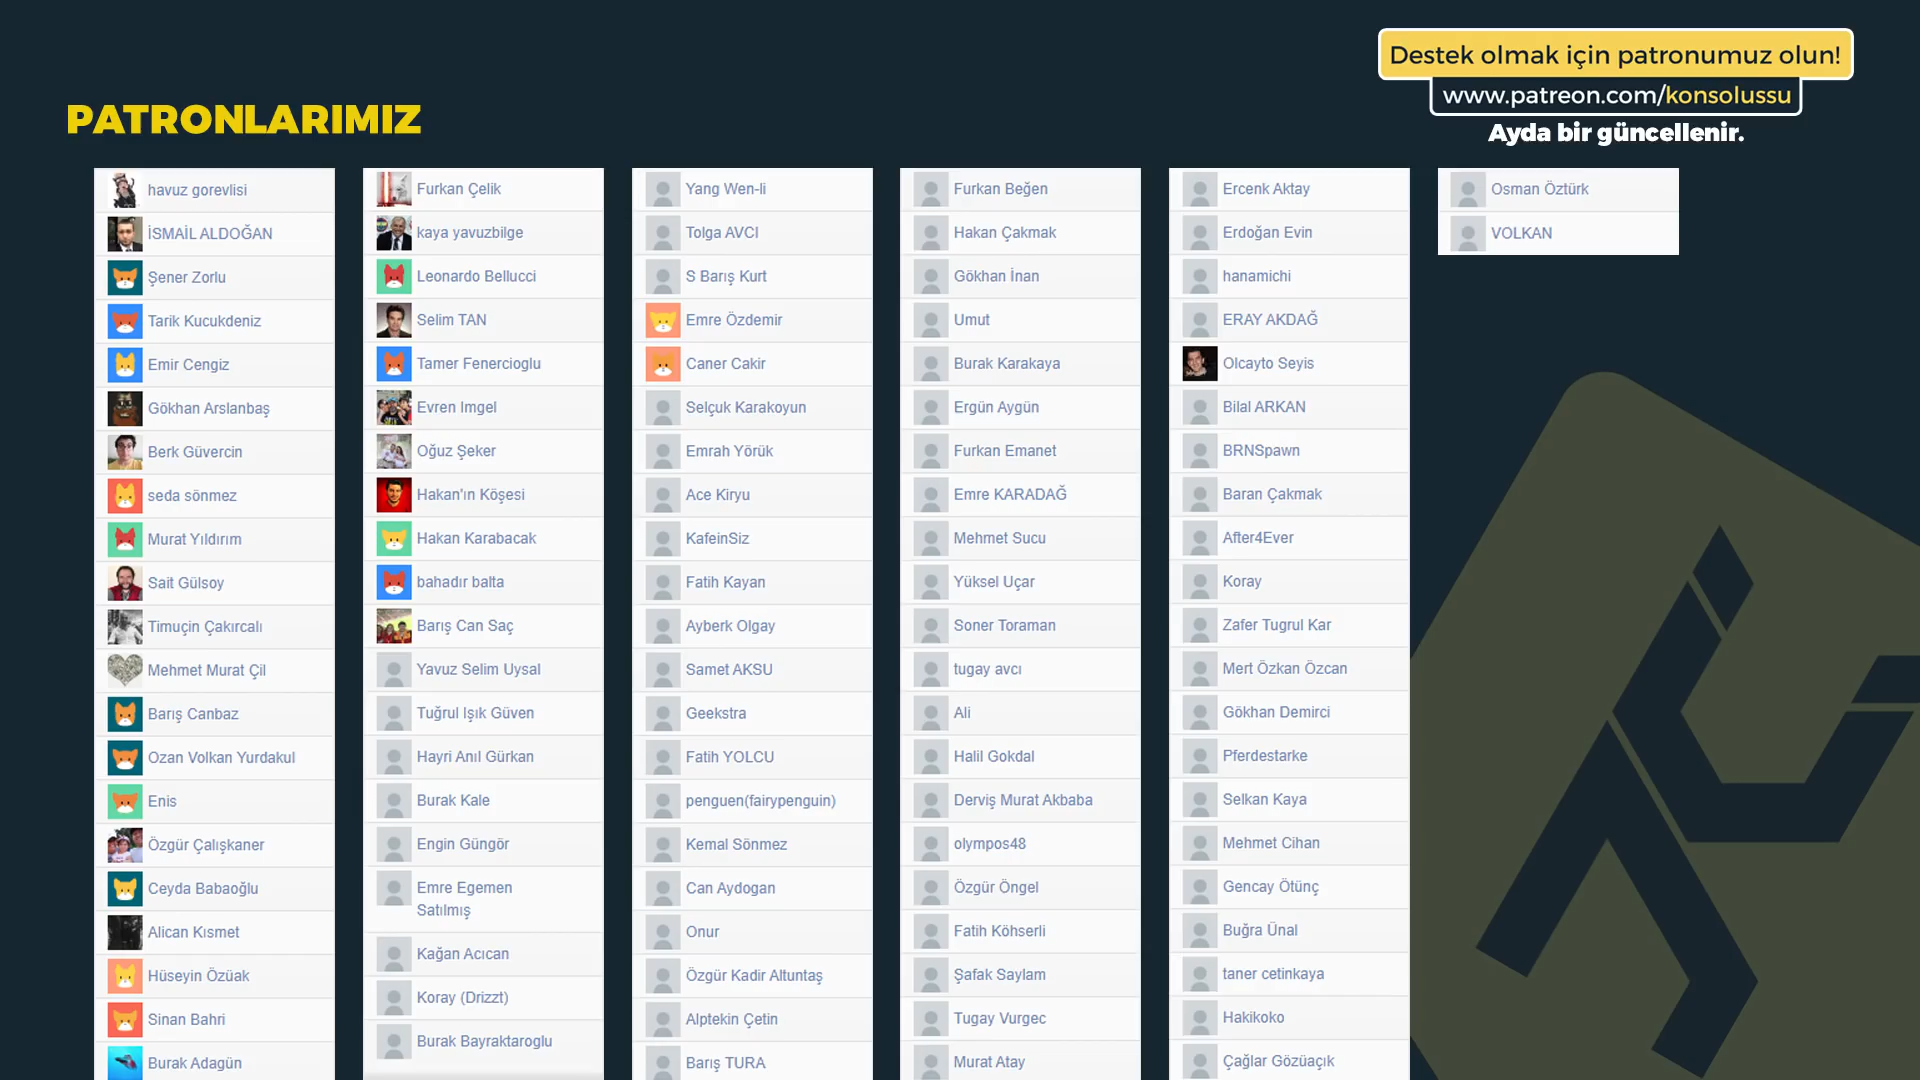 Destek olmak için patronumuz olun!
www.patreon.com/konsolussu
Ayda bir güncellenir.
PATRONLARIMIZ
havuz gorevlisi
İSMAİL ALDOĞAN
Şener Zorlu
Tarik Kucukdeniz
Emir Cengiz
Gökhan Arslanbaş
Berk Güvercin
seda sönmez
Murat Yıldırım
Sait Gülsoy
Timuçin Çakırcalı
Mehmet Murat Çil
Barış Canbaz
Ozan Volkan Yurdakul
Enis
Özgür Çalışkaner
Ceyda Babaoğlu
Alican Kısmet
Hüseyin Özüak
Sinan Bahri
Burak Adagün
Furkan Çelik
kaya yavuzbilge
Leonardo Bellucci
Selim TAN
Tamer Fenercioglu
Evren Imgel
Oğuz Şeker
Hakan'ın Köşesi
Hakan Karabacak
bahadır balta
Barış Can Saç
Yavuz Selim Uysal
Tuğrul Işık Güven
Hayri Anıl Gürkan
Burak Kale
Engin Güngör
Emre Egemen
Satılmış
Kağan Acıcan
Koray (Drizzt)
Burak Bayraktaroglu
Yang Wen-li
Tolga AVCI
S Barış Kurt
Emre Özdemir
Caner Cakir
Selçuk Karakoyun
Emrah Yörük
Ace Kiryu
KafeinSiz
Fatih Kayan
Ayberk Olgay
Samet AKSU
Geekstra
Fatih YOLCU
penguen(fairypenguin)
Kemal Sönmez
Can Aydogan
Onur
Özgür Kadir Altuntaş
Alptekin Çetin
Barış TURA
Furkan Beğen
Hakan Çakmak
Gökhan İnan
Umut
Burak Karakaya
Ergün Aygün
Furkan Emanet
Emre KARADAĞ
Mehmet Sucu
Yüksel Uçar
Soner Toraman
tugay avcı
Ali
Halil Gokdal
Derviş Murat Akbaba
olympos48
Özgür Öngel
Fatih Köhserli
Şafak Saylam
Tugay Vurgec
Murat Atay
Ercenk Aktay
Erdoğan Evin
hanamichi
ERAY AKDAĞ
Olcayto Seyis
Bilal ARKAN
BRNSpawn
Baran Çakmak
After4Ever
Koray
Zafer Tugrul Kar
Mert Özkan Özcan
Gökhan Demirci
Pferdestarke
Selkan Kaya
Mehmet Cihan
Gencay Ötünç
Buğra Ünal
taner cetinkaya
Hakikoko
Çağlar Gözüaçık
Osman Öztürk
VOLKAN